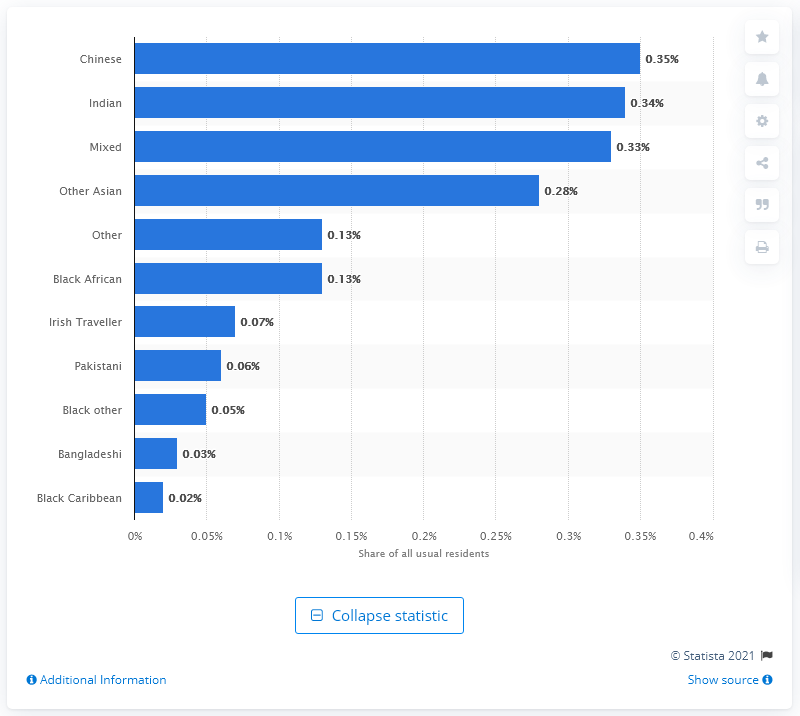 Chinese 0.35%
Indian 0.34%
Mixed 0.33%
Other Asian 0.28%
Other 0.13%
Black African 0.13%
Irish Traveller 0.07%
Pakistani 0.06%
Black other 0.05%
Bangladeshi 0.03%
Black Caribbean 0.02%
0% 0.05% 0.1% 0.15% 0.2% 0.25% 0.3% 0.35% 0.4%
Share of all usual residents
Collapse statistic
© Statista 2021
Additional Information Show source